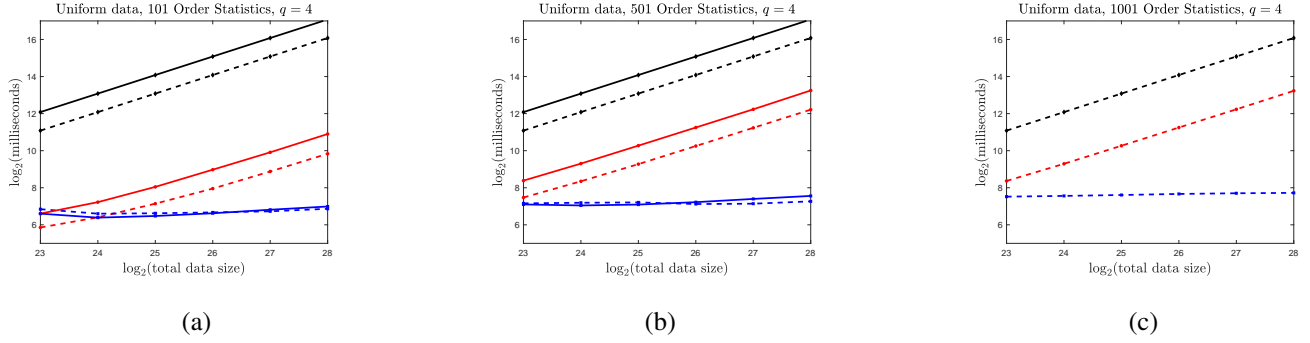 Uniform data, 101 Order Statistics, q = 4
16
14
12
10
8
6
log₂(milliseconds)
23 24 25 26 27 28
log₂(total data size)
(a)
Uniform data, 501 Order Statistics, q = 4
16
14
12
10
8
6
log₂(milliseconds)
23 24 25 26 27 28
log₂(total data size)
(b)
Uniform data, 1001 Order Statistics, q = 4
16
14
12
10
8
6
log₂(milliseconds)
23 24 25 26 27 28
log₂(total data size)
(c)